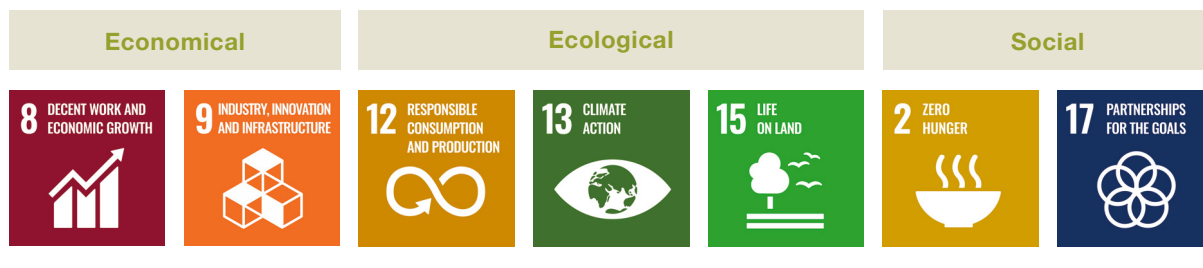 Economical
Ecological
Social
8 DECENT WORK AND
ECONOMIC GROWTH
9 INDUSTRY, INNOVATION
AND INFRASTRUCTURE
12 RESPONSIBLE
CONSUMPTION
AND PRODUCTION
13 CLIMATE
ACTION
15 LIFE
ON LAND
2 ZERO
HUNGER
17 PARTNERSHIPS
FOR THE GOALS